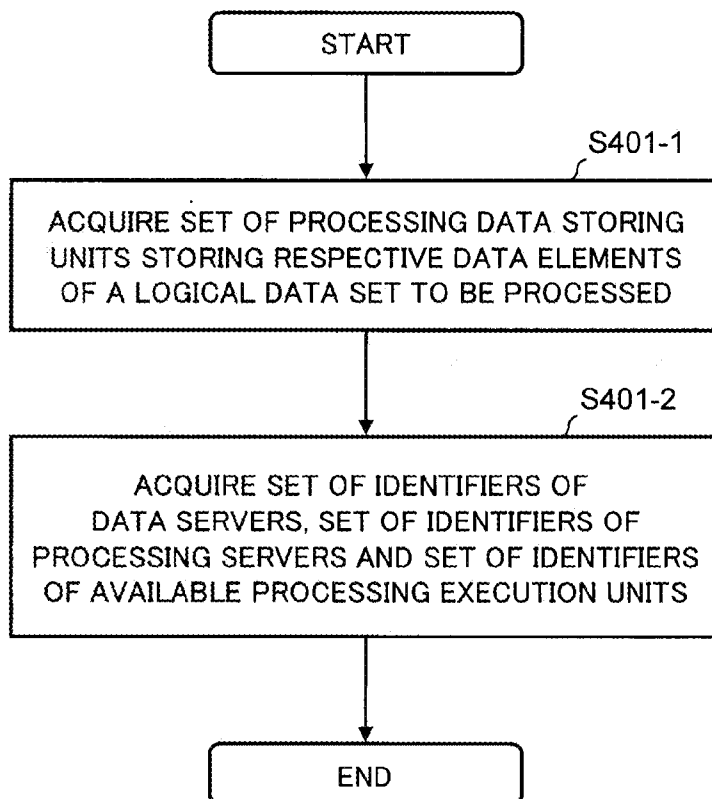 START
S401-1
ACQUIRE SET OF PROCESSING DATA STORING
UNITS STORING RESPECTIVE DATA ELEMENTS
OF A LOGICAL DATA SET TO BE PROCESSED
S401-2
ACQUIRE SET OF IDENTIFIERS OF
DATA SERVERS, SET OF IDENTIFIERS OF
PROCESSING SERVERS AND SET OF IDENTIFIERS
OF AVAILABLE PROCESSING EXECUTION UNITS
END